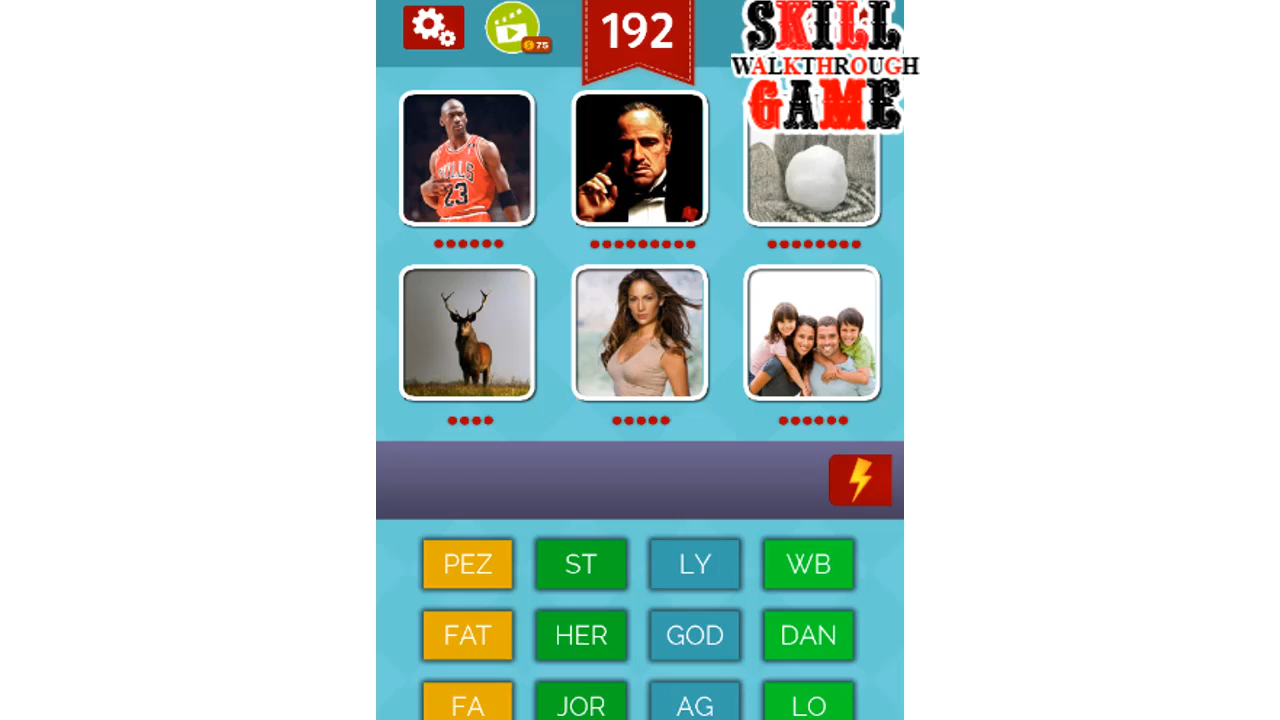 75
192
SKILL
WALKTHROUGH
GAME
BULLS
23
PEZ ST LY WB
FAT HER GOD DAN
FA JOR AG LO